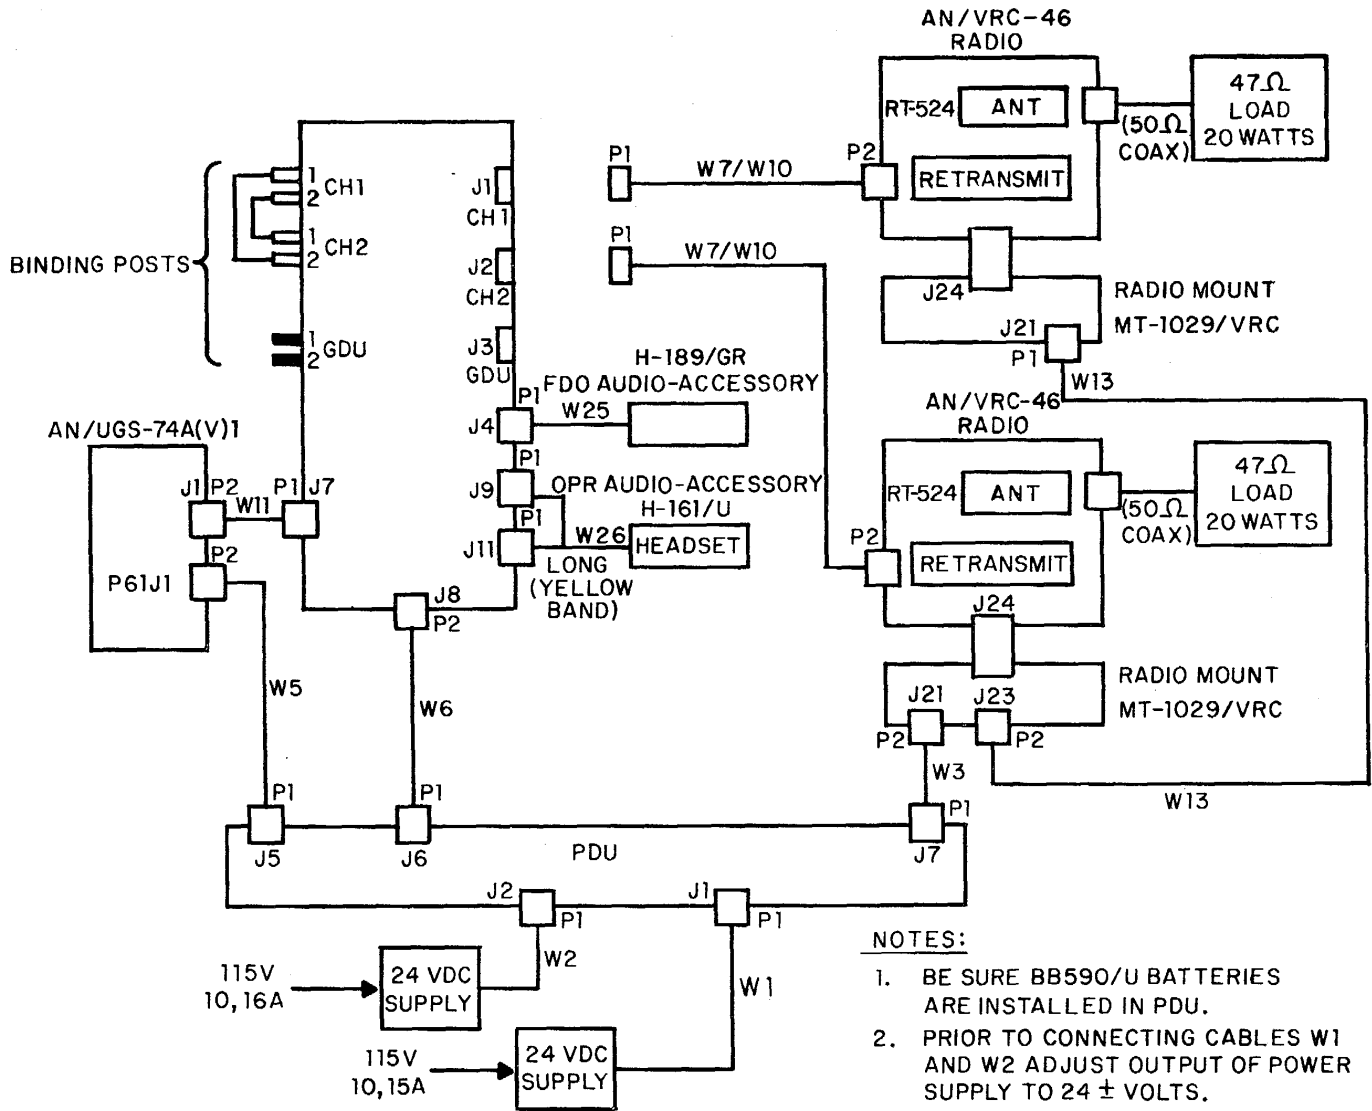 AN/VRC-46
RADIO
RT-524
ANT
RETRANSMIT
P2
(50Ω
COAX)
47Ω
LOAD
20 WATTS
P1
W7/W10
P1
W7/W10
J24
RADIO MOUNT
MT-1029/VRC
J21
P1
W13
BINDING POSTS
1
2
CH1
1
2
CH2
1
2
GDU
J1
CH1
J2
CH2
J3
GDU
H-189/GR
FDO AUDIO-ACCESSORY
P1
J4
W25
P1
J9
OPR AUDIO-ACCESSORY
H-161/U
P1
J11
W26
HEADSET
LONG
(YELLOW
BAND)
AN/UGS-74A(V)1
J1
P2
W11
P1
J7
P2
P61J1
J8
P2
W5
W6
AN/VRC-46
RADIO
RT-524
ANT
RETRANSMIT
P2
(50Ω
COAX)
47Ω
LOAD
20 WATTS
J24
RADIO MOUNT
MT-1029/VRC
J21
J23
P2
P2
W3
W13
P1
J5
P1
J6
PDU
P1
J7
J2
P1
J1
P1
W2
W1
115V
10,16A
24 VDC
SUPPLY
115V
10,15A
24 VDC
SUPPLY
NOTES:
1. BE SURE BB590/U BATTERIES
ARE INSTALLED IN PDU.
2. PRIOR TO CONNECTING CABLES W1
AND W2 ADJUST OUTPUT OF POWER
SUPPLY TO 24 ± VOLTS.